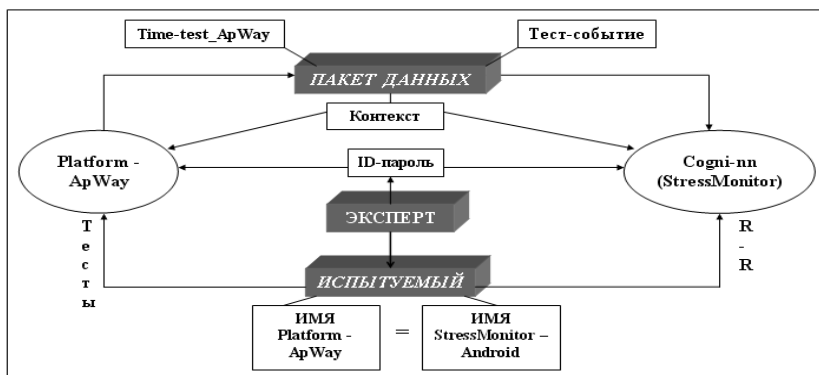 Time-test_ApWay
Тест-событие
ПАКЕТ ДАННЫХ
Контекст
Platform -
ApWay
ID-пароль
Cogni-nn
(StressMonitor)
ЭКСПЕРТ
Тесты
R-R
ИСПЫТУЕМЫЙ
ИМЯ
Platform -
ApWay
=
ИМЯ
StressMonitor –
Android